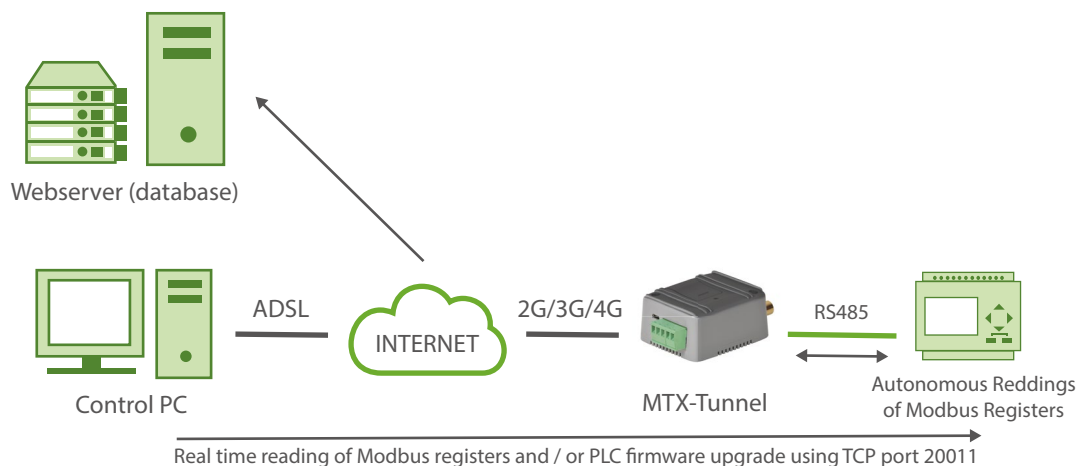 Webserver (database)
ADSL
INTERNET
2G/3G/4G
RS485
Control PC
MTX-Tunnel
Autonomous Reddings
of Modbus Registers
Real time reading of Modbus registers and / or PLC firmware upgrade using TCP port 20011